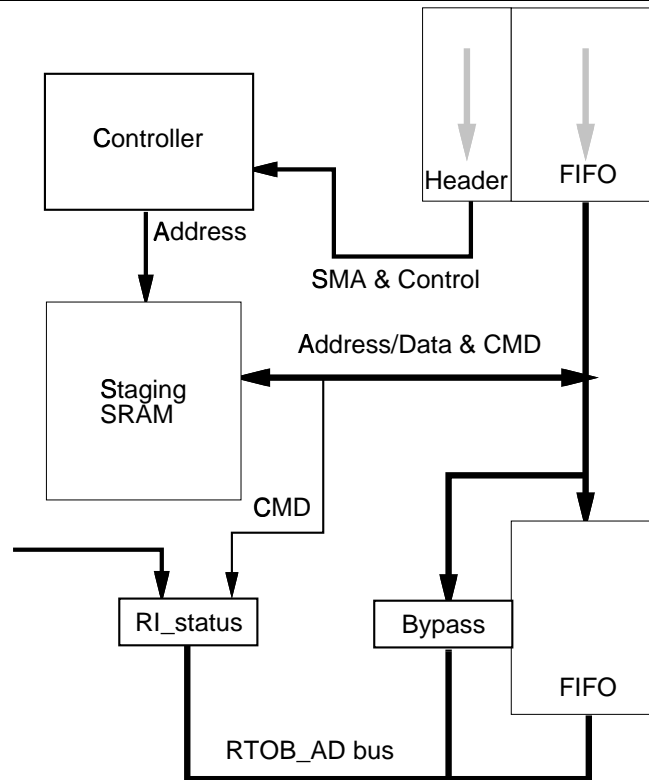 Controller
Header
FIFO
Address
SMA & Control
Address/Data & CMD
Staging
SRAM
CMD
RI_status
Bypass
FIFO
RTOB_AD bus